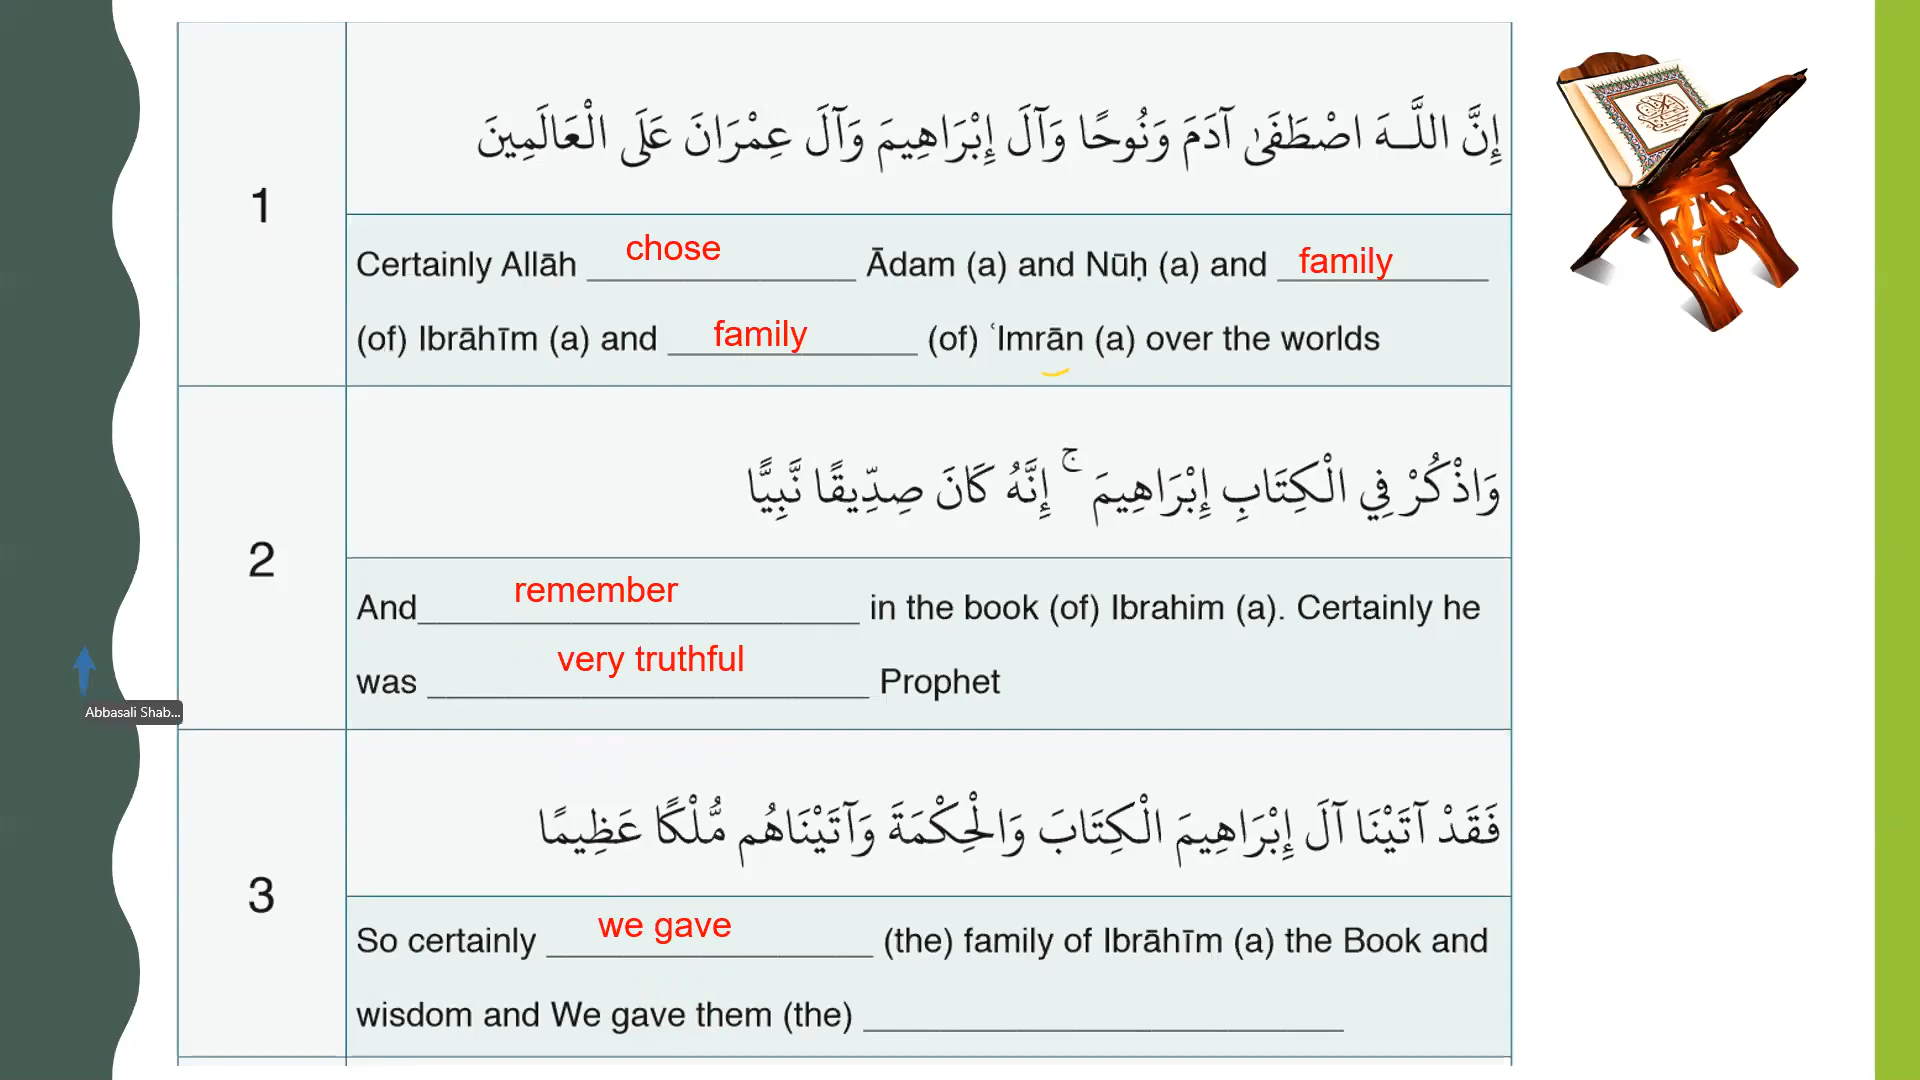 1
إِنَّ اللَّـهَ اصْطَفَىٰ آدَمَ وَنُوحًا وَآلَ إِبْرَاهِيمَ وَآلَ عِمْرَانَ عَلَى الْعَالَمِينَ
Certainly Allāh chose Ādam (a) and Nūḥ (a) and family
(of) Ibrāhīm (a) and family (of) ʿImrān (a) over the worlds
2
وَاذْكُرْ فِي الْكِتَابِ إِبْرَاهِيمَ ۚ إِنَّهُ كَانَ صِدِّيقًا نَّبِيًّا
And remember in the book (of) Ibrahim (a). Certainly he
was very truthful Prophet
Abbasali Shab...
3
فَقَدْ آتَيْنَا آلَ إِبْرَاهِيمَ الْكِتَابَ وَالْحِكْمَةَ وَآتَيْنَاهُم مُّلْكًا عَظِيمًا
So certainly we gave (the) family of Ibrāhīm (a) the Book and
wisdom and We gave them (the)